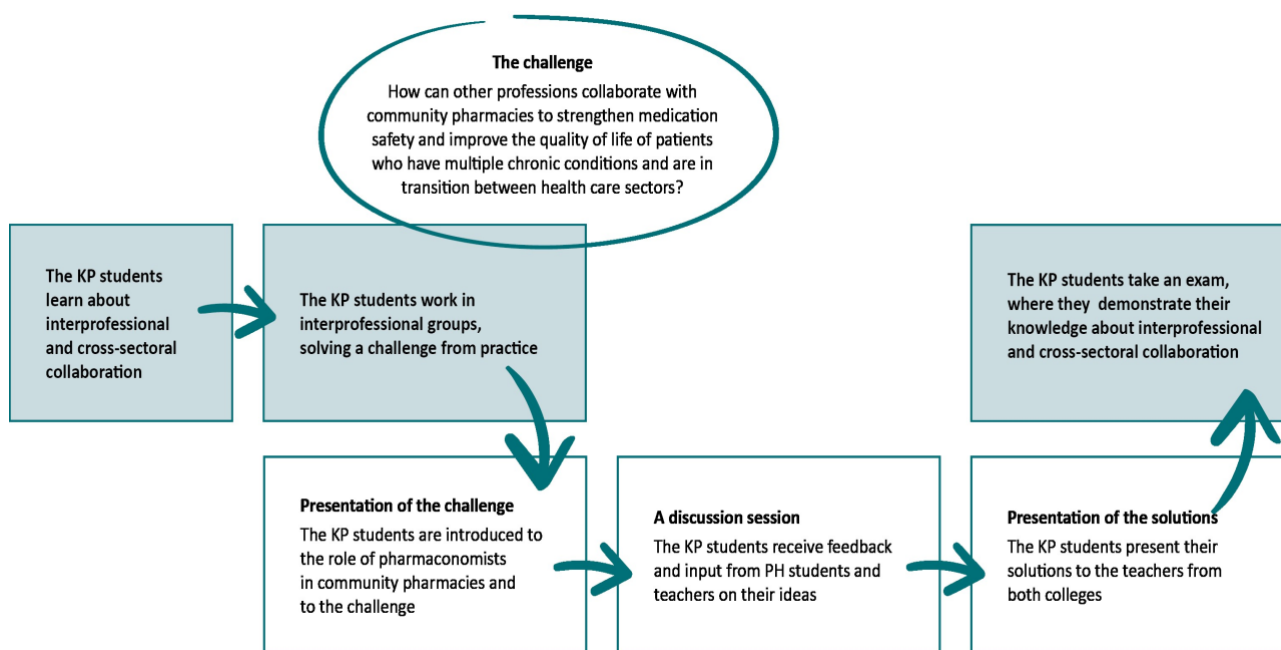 The challenge
How can other professions collaborate with
community pharmacies to strengthen medication
safety and improve the quality of life of patients
who have multiple chronic conditions and are in
transition between health care sectors?
The KP students
learn about
interprofessional
and cross-sectoral
collaboration
The KP students work in
interprofessional groups,
solving a challenge from practice
Presentation of the challenge
The KP students are introduced to
the role of pharmaconomists
in community pharmacies and
to the challenge
A discussion session
The KP students receive feedback
and input from PH students and
teachers on their ideas
Presentation of the solutions
The KP students present their
solutions to the teachers from
both colleges
The KP students take an exam,
where they demonstrate their
knowledge about interprofessional
and cross-sectoral collaboration